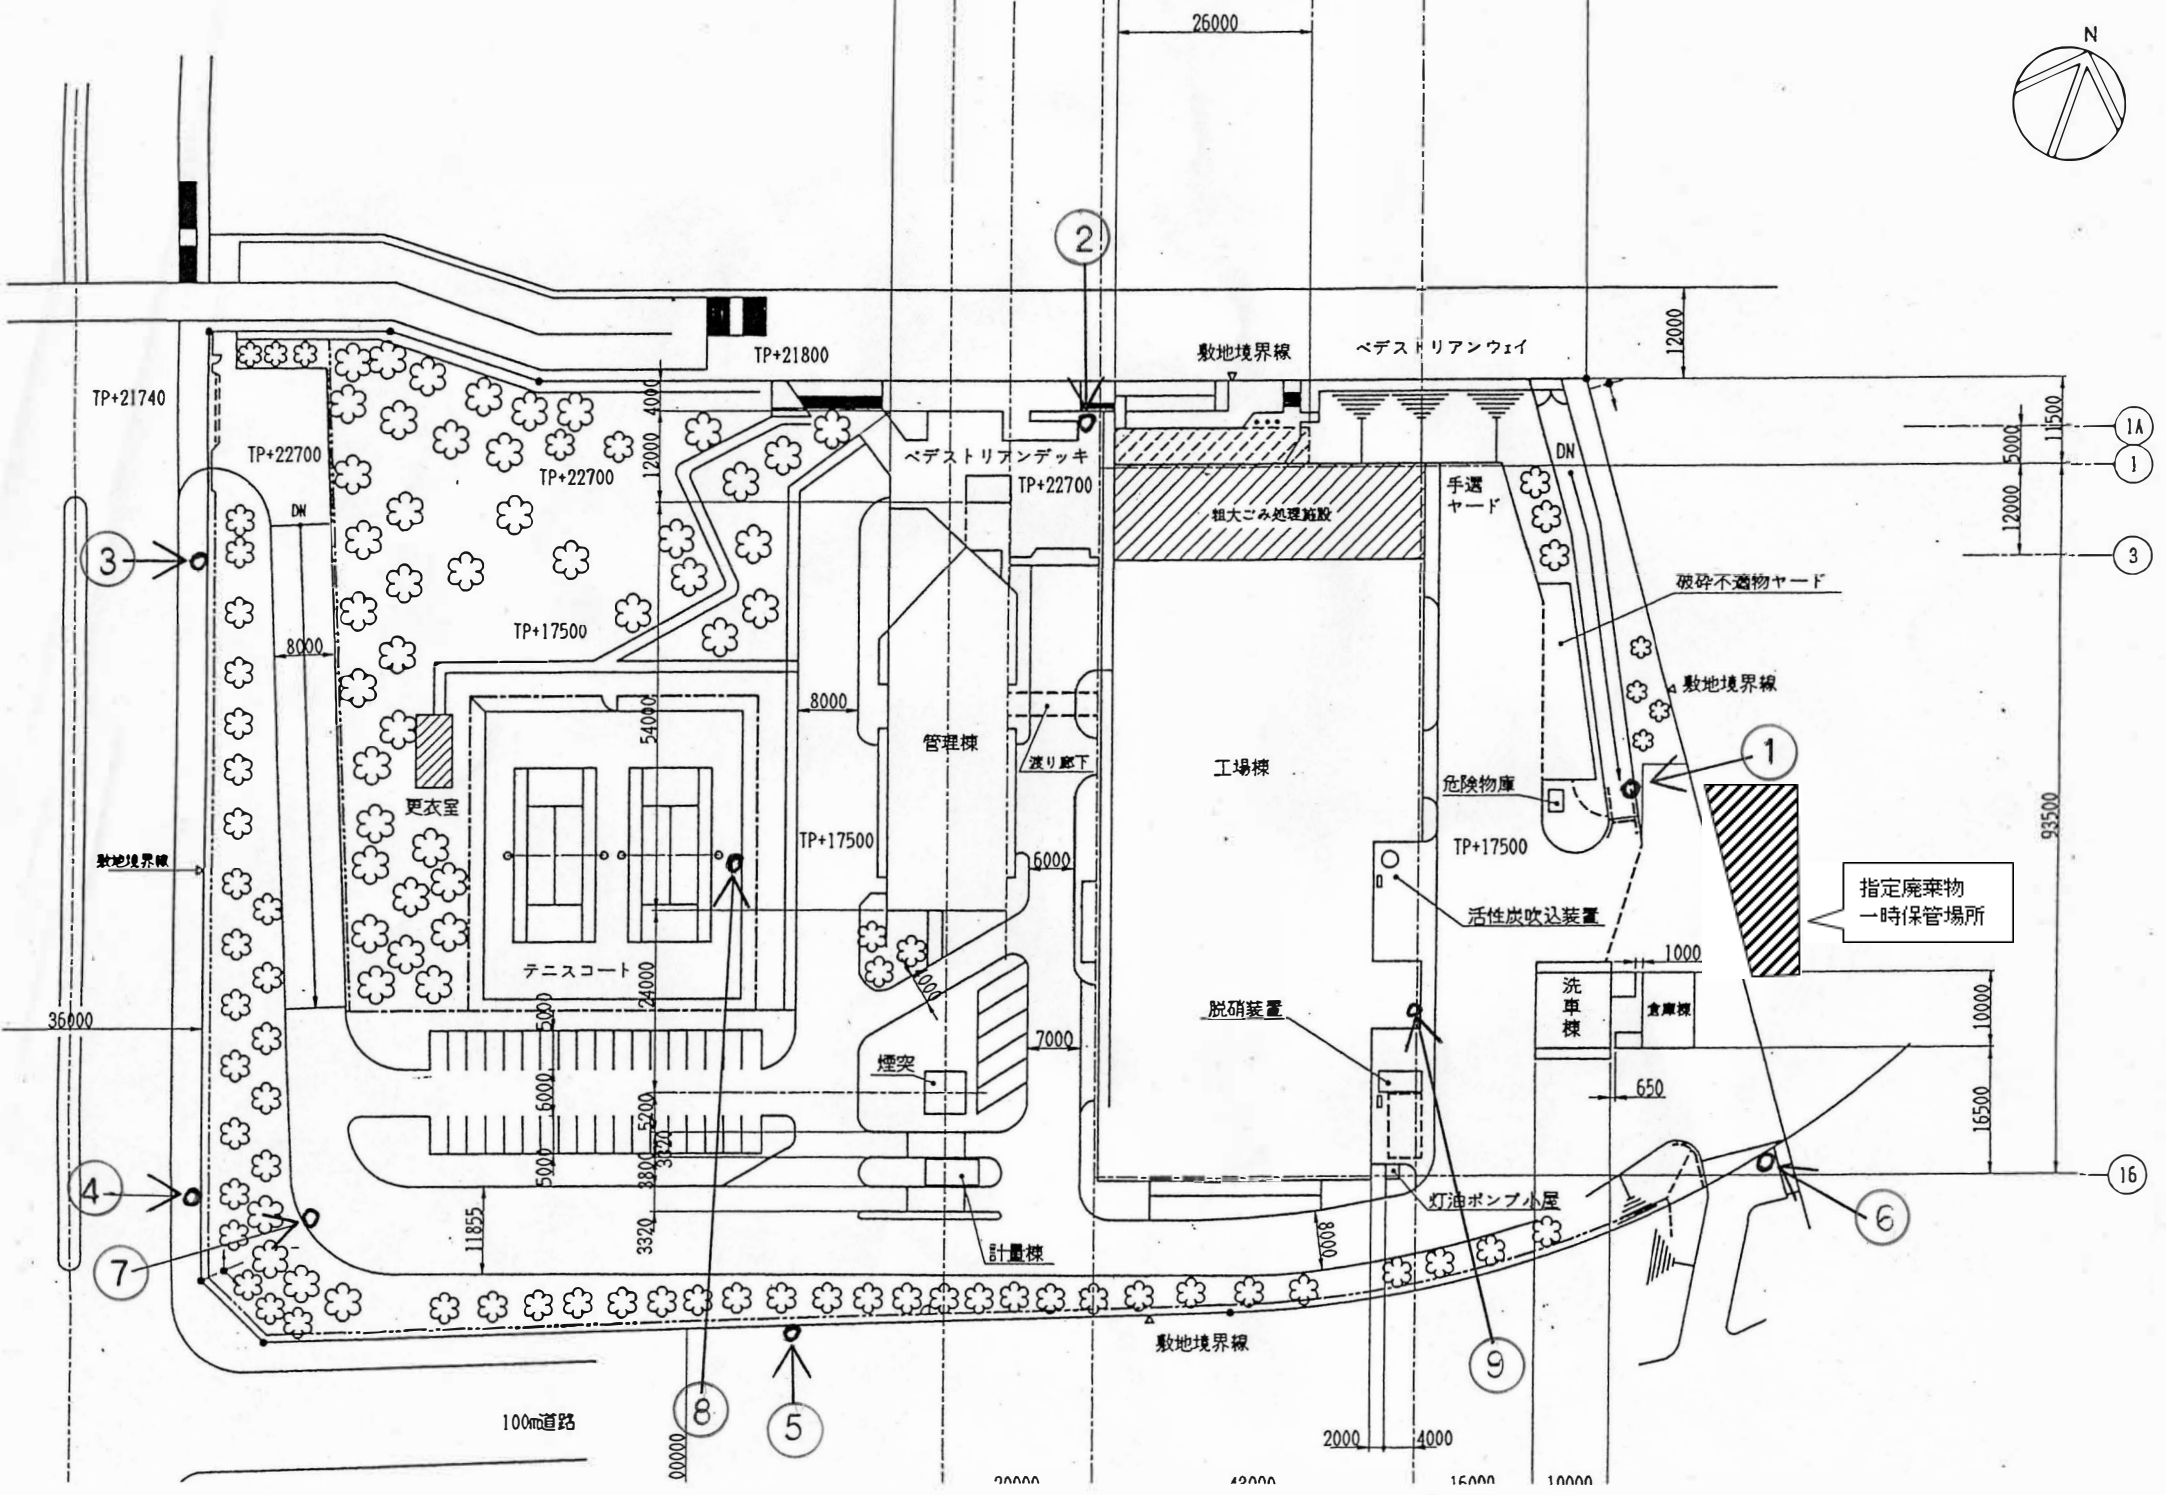 26000
N
2
12000
TP+21800
敷地境界線
ペデストリアンウェイ
TP+21740
4000
11500
5000
1A
TP+22700
12000
TP+22700
ペデストリアンデッキ
DN
1
TP+22700
手選
ヤード
粗大ごみ処理施設
12000
DN
3
3
破砕不適物ヤード
TP+17500
8000
敷地境界線
8000
54000
管理棟
渡り廊下
工場棟
1
危険物庫
更衣室
TP+17500
TP+17500
93500
敷地境界線
6000
指定廃棄物
一時保管場所
活性炭吹込装置
テニスコート
1000
24000
5000
洗車棟
倉庫棟
10000
脱硝装置
36000
7000
煙突
6000
5200
650
16500
3320
5000
3800
4
16
灯油ポンプ小屋
6
11855
3320
8000
計量棟
7
敷地境界線
9
8
5
100m道路
2000
4000